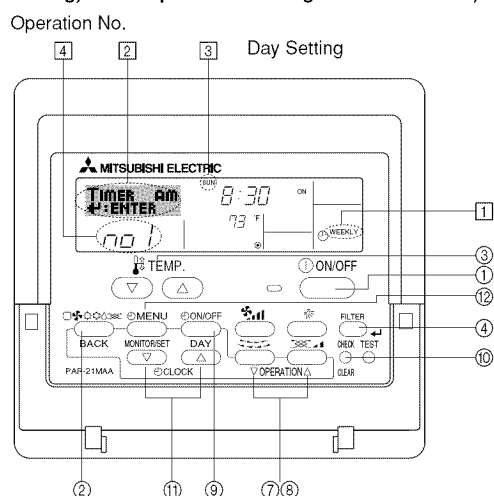 Operation No.
4 2 3 Day Setting
MITSUBISHI ELECTRIC
TIMER AM SUN 8:30 ON
↵:ENTER 73 °F
no 1 WEEKLY 1
TEMP. ON/OFF 3
1
12
MENU ON/OFF FILTER ↵
BACK MONITOR/SET DAY CHECK TEST 4
10
PAR-21MAA CLOCK ▽ OPERATION △ CLEAR
2 11 9 7 8